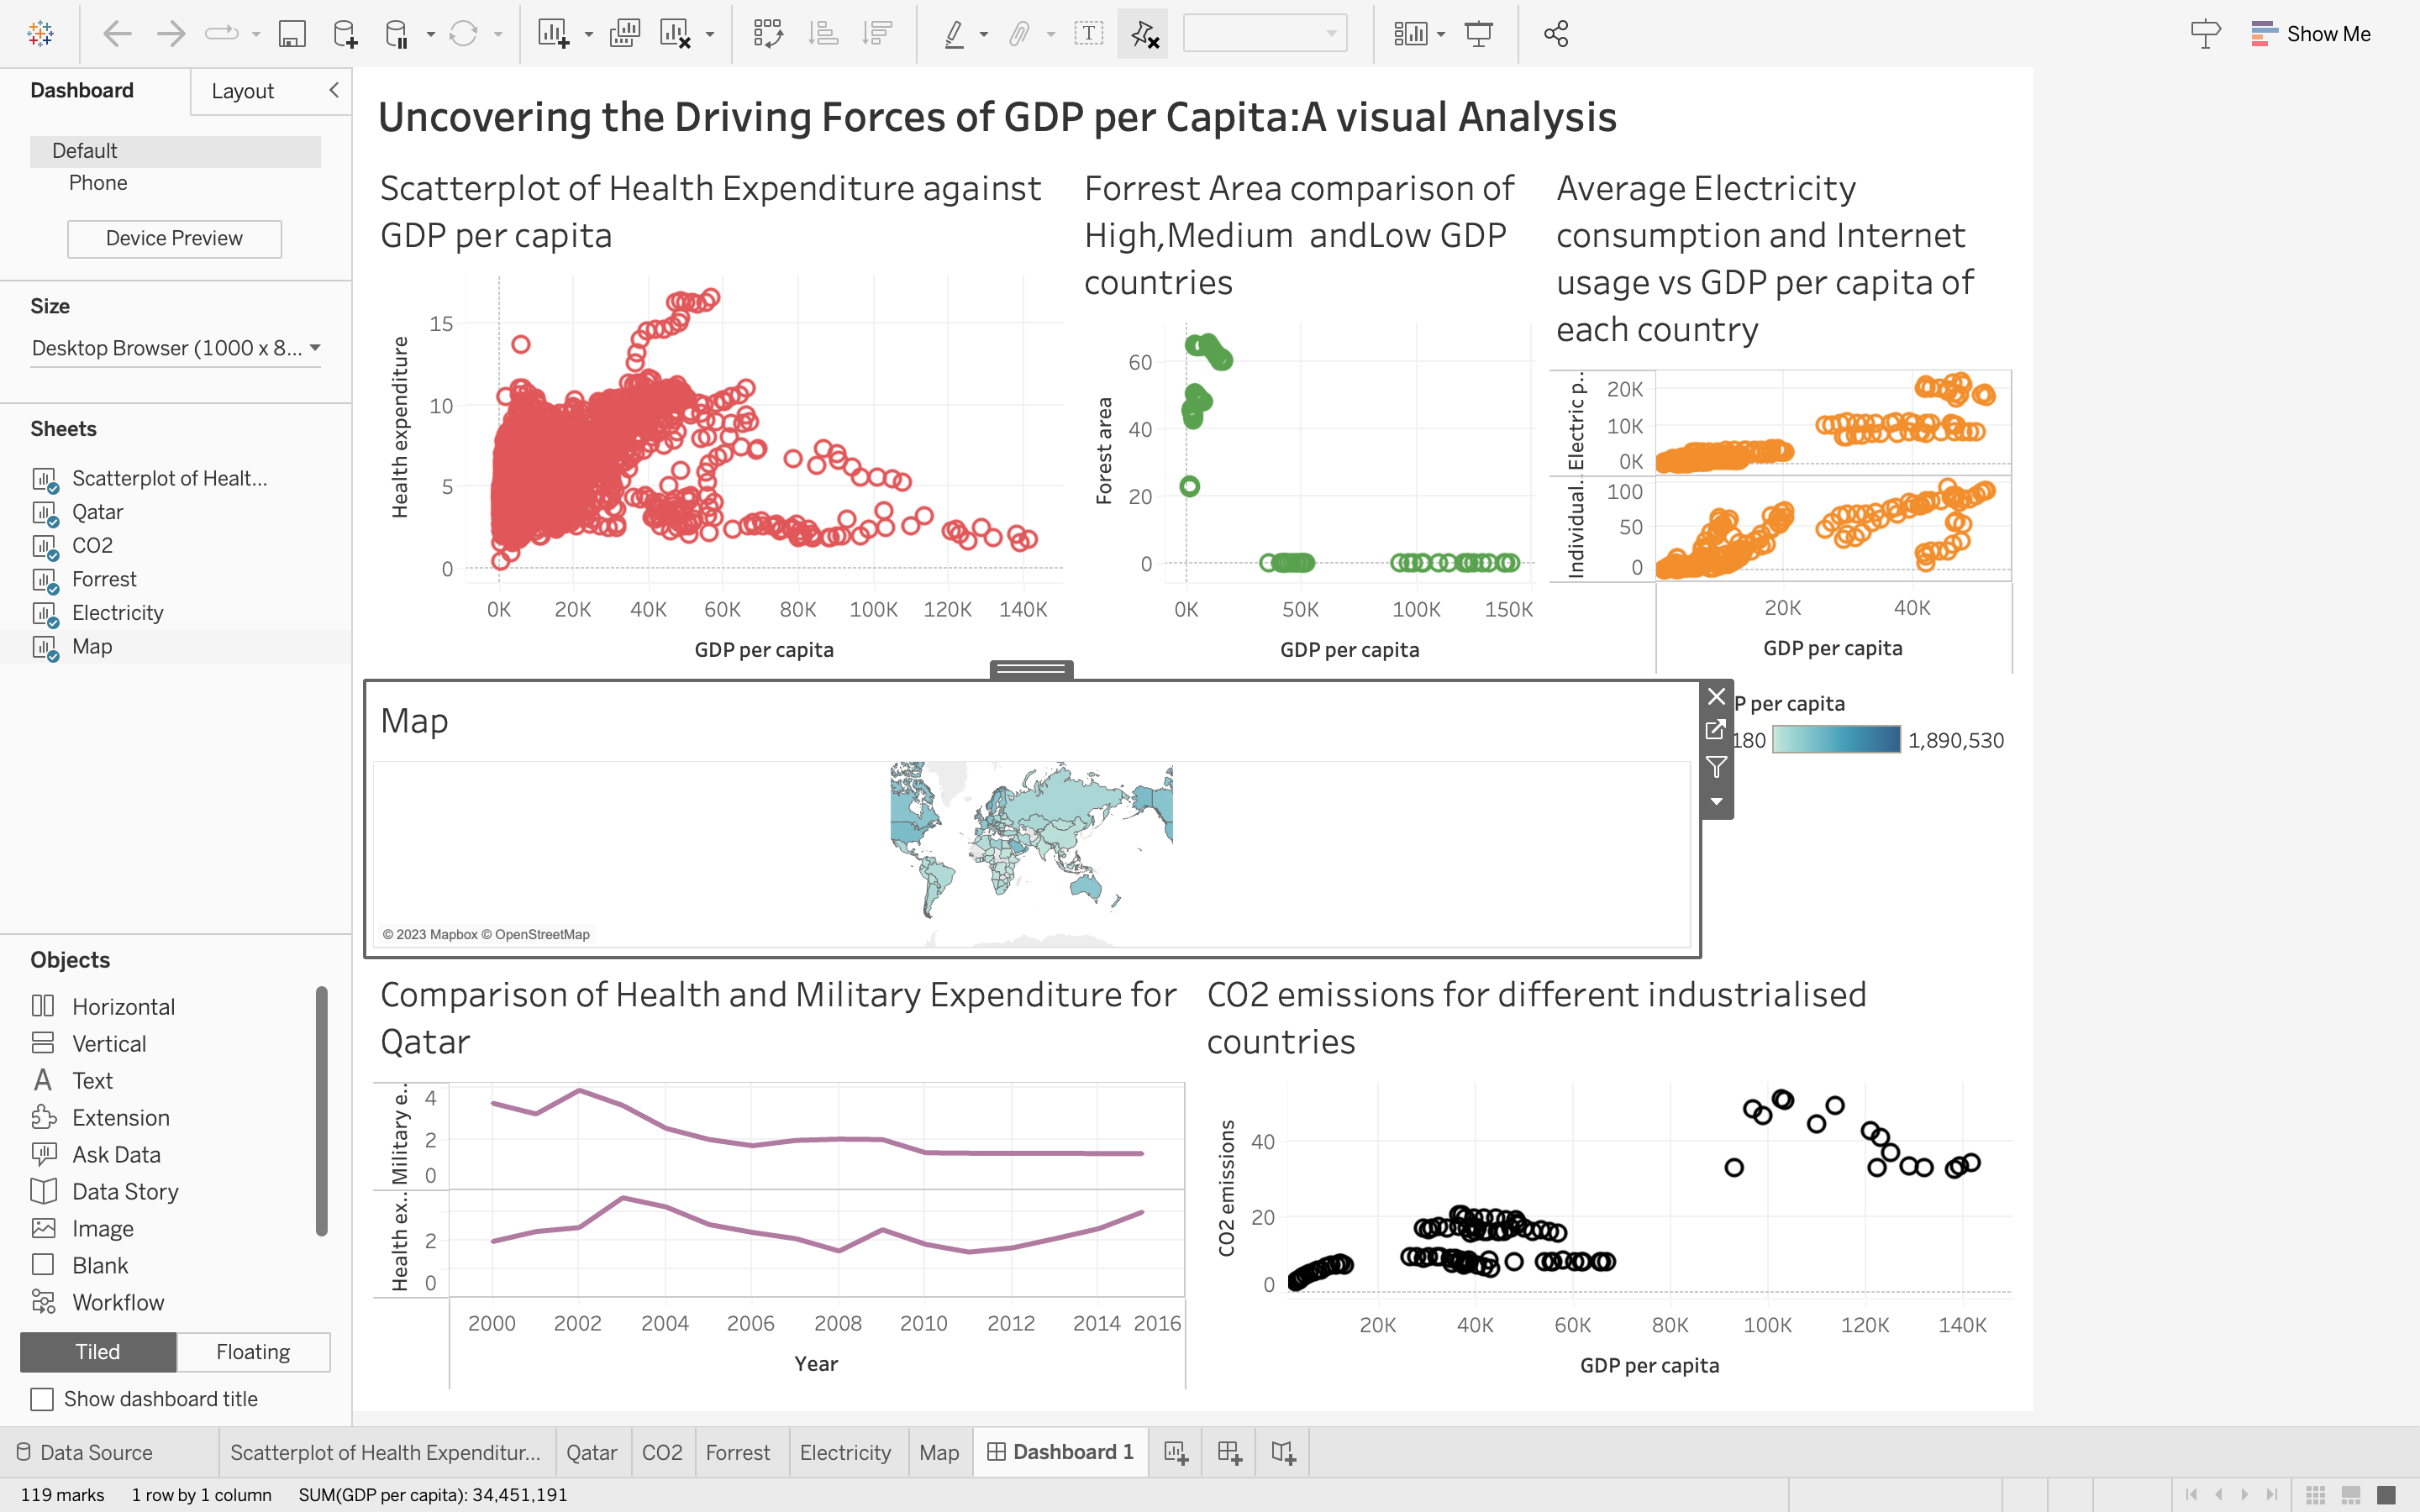 Show Me
Dashboard
Layout
Default
Phone
Device Preview
Size
Desktop Browser (1000 x 8...
Sheets
Scatterplot of Healt...
Qatar
CO2
Forrest
Electricity
Map
Objects
Horizontal
Vertical
Text
Extension
Ask Data
Data Story
Image
Blank
Workflow
Tiled
Floating
Show dashboard title
Uncovering the Driving Forces of GDP per Capita:A visual Analysis
Scatterplot of Health Expenditure against
GDP per capita
Health expenditure
15
10
5
0
0K 20K 40K 60K 80K 100K 120K 140K
GDP per capita
Forrest Area comparison of
High,Medium andLow GDP
countries
Forest area
60
40
20
0
0K 50K 100K 150K
GDP per capita
Average Electricity
consumption and Internet
usage vs GDP per capita of
each country
Electric p..
20K
10K
0K
Individual..
100
50
0
20K 40K
GDP per capita
Map
© 2023 Mapbox © OpenStreetMap
P per capita
180 1,890,530
Comparison of Health and Military Expenditure for
Qatar
Military e..
4
2
0
Health ex..
2
0
2000 2002 2004 2006 2008 2010 2012 2014 2016
Year
CO2 emissions for different industrialised
countries
CO2 emissions
40
20
0
20K 40K 60K 80K 100K 120K 140K
GDP per capita
Data Source
Scatterplot of Health Expenditur...
Qatar
CO2
Forrest
Electricity
Map
Dashboard 1
119 marks 1 row by 1 column SUM(GDP per capita): 34,451,191